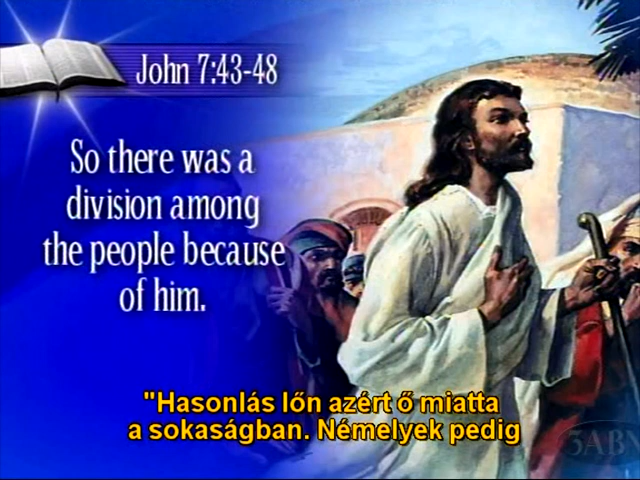 John 7:43-48
So there was a
division among
the people because
of him.
"Hasonlás lőn azért ő miatta
a sokaságban. Némelyek pedig
3ABN